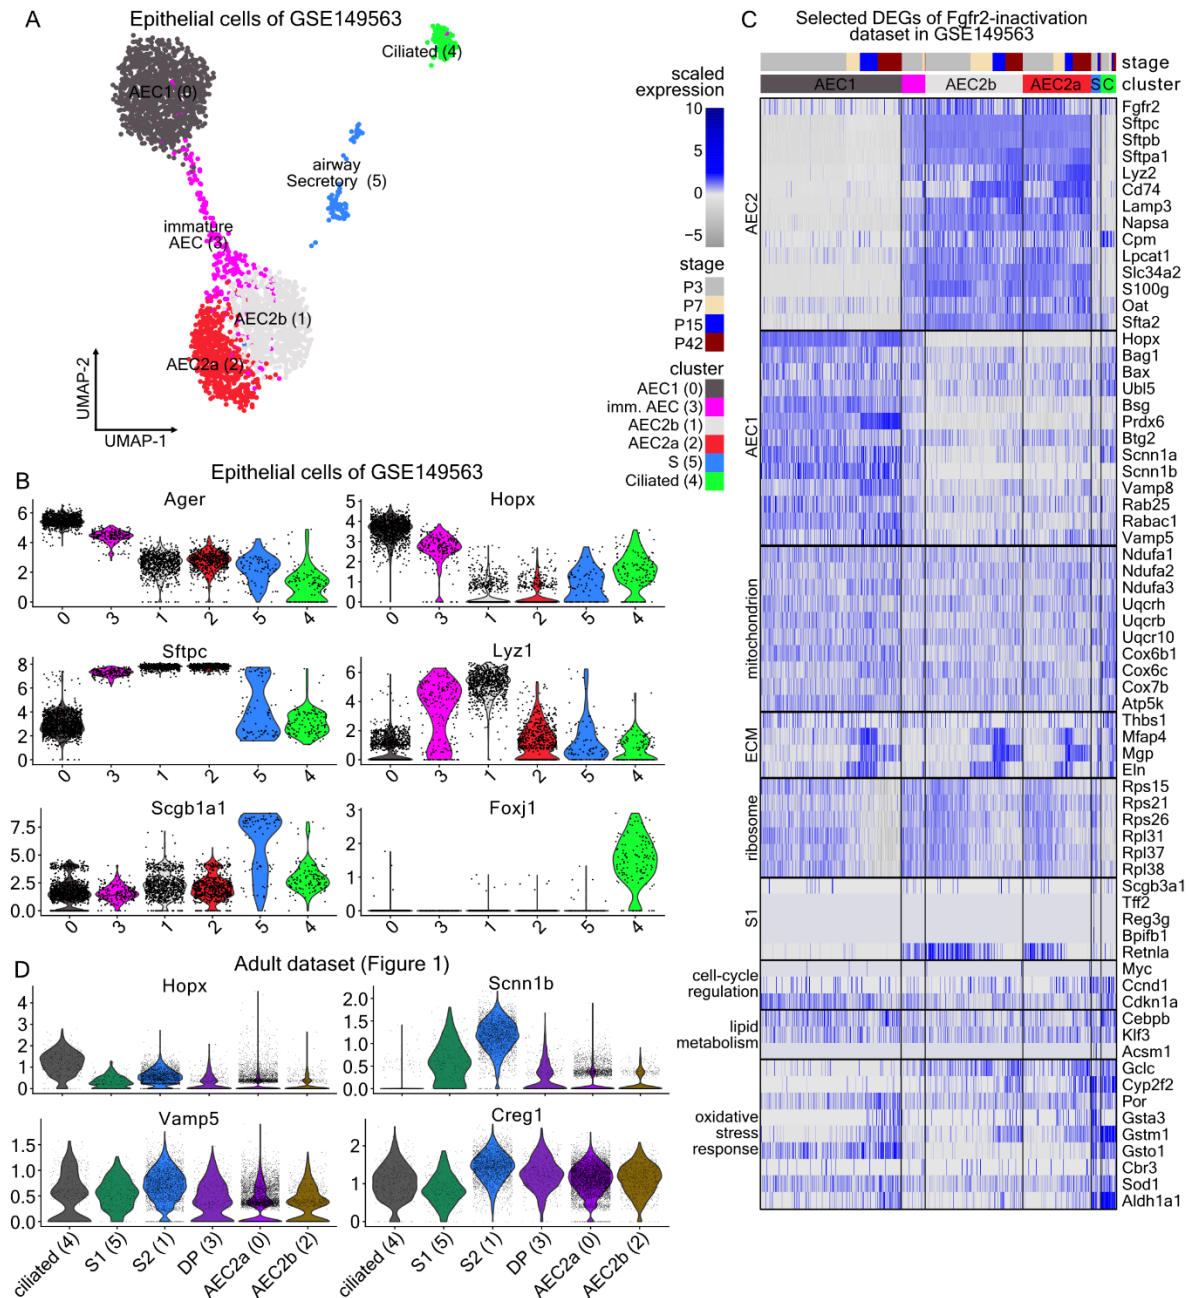 A
Epithelial cells of GSE149563
Ciliated (4)
AEC1 (0)
airway
Secretory (5)
immature
AEC (3)
AEC2b (1)
AEC2a (2)
UMAP-2
UMAP-1
scaled
expression
10
5
0
−5
stage
P3
P7
P15
P42
cluster
AEC1 (0)
imm. AEC (3)
AEC2b (1)
AEC2a (2)
S (5)
Ciliated (4)
B
Epithelial cells of GSE149563
Ager
6
4
2
0
0 3 1 2 5 4
Hopx
5
4
3
2
1
0
0 3 1 2 5 4
Sftpc
8
6
4
2
0
0 3 1 2 5 4
Lyz1
6
4
2
0
0 3 1 2 5 4
Scgb1a1
7.5
5.0
2.5
0.0
0 3 1 2 5 4
Foxj1
3
2
1
0
0 3 1 2 5 4
C
Selected DEGs of Fgfr2-inactivation
dataset in GSE149563
stage
AEC1 AEC2b AEC2a S C cluster
AEC2
Fgfr2
Sftpc
Sftpb
Sftpa1
Lyz2
Cd74
Lamp3
Napsa
Cpm
Lpcat1
Slc34a2
S100g
Oat
Sfta2
AEC1
Hopx
Bag1
Bax
Ubl5
Bsg
Prdx6
Btg2
Scnn1a
Scnn1b
Vamp8
Rab25
Rabac1
Vamp5
mitochondrion
Ndufa1
Ndufa2
Ndufa3
Uqcrh
Uqcrb
Uqcr10
Cox6b1
Cox6c
Cox7b
Atp5k
ECM
Thbs1
Mfap4
Mgp
Eln
ribosome
Rps15
Rps21
Rps26
Rpl31
Rpl37
Rpl38
S1
Scgb3a1
Tff2
Reg3g
Bpifb1
Retnla
cell-cycle
regulation
Myc
Ccnd1
Cdkn1a
lipid
metabolism
Cebpb
Klf3
Acsm1
oxidative
stress
response
Gclc
Cyp2f2
Por
Gsta3
Gstm1
Gsto1
Cbr3
Sod1
Aldh1a1
D
Adult dataset (Figure 1)
Hopx
4
3
2
1
0
Scnn1b
2.0
1.5
1.0
0.5
0.0
Vamp5
1.5
1.0
0.5
0.0
ciliated (4) S1 (5) S2 (1) DP (3) AEC2a (0) AEC2b (2)
Creg1
2
1
0
ciliated (4) S1 (5) S2 (1) DP (3) AEC2a (0) AEC2b (2)